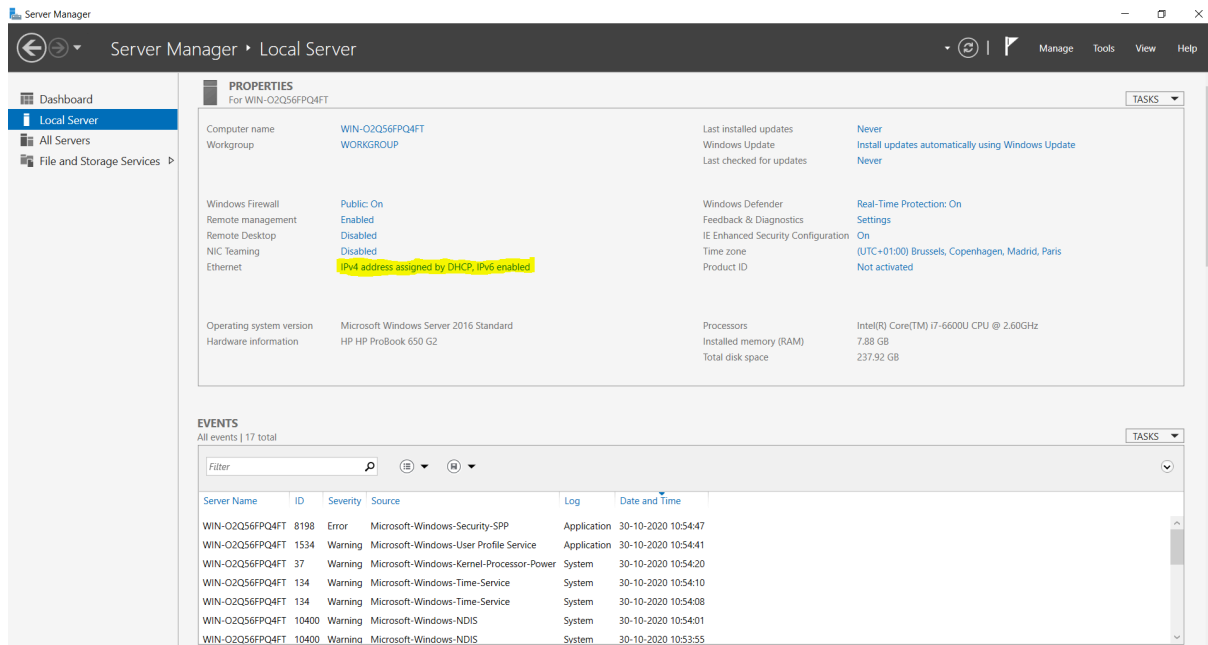 Server Manager
Server Manager • Local Server
Manage Tools View Help
Dashboard
Local Server
All Servers
File and Storage Services
PROPERTIES
For WIN-O2Q56FPQ4FT
TASKS
Computer name WIN-O2Q56FPQ4FT Last installed updates Never
Workgroup WORKGROUP Windows Update Install updates automatically using Windows Update
Last checked for updates Never
Windows Firewall Public: On Windows Defender Real-Time Protection: On
Remote management Enabled Feedback & Diagnostics Settings
Remote Desktop Disabled IE Enhanced Security Configuration On
NIC Teaming Disabled Time zone (UTC+01:00) Brussels, Copenhagen, Madrid, Paris
Ethernet IPv4 address assigned by DHCP, IPv6 enabled Product ID Not activated
Operating system version Microsoft Windows Server 2016 Standard Processors Intel(R) Core(TM) i7-6600U CPU @ 2.60GHz
Hardware information HP HP ProBook 650 G2 Installed memory (RAM) 7.88 GB
Total disk space 237.92 GB
EVENTS
All events | 17 total
TASKS
Filter
Server Name ID Severity Source Log Date and Time
WIN-O2Q56FPQ4FT 8198 Error Microsoft-Windows-Security-SPP Application 30-10-2020 10:54:47
WIN-O2Q56FPQ4FT 1534 Warning Microsoft-Windows-User Profile Service Application 30-10-2020 10:54:41
WIN-O2Q56FPQ4FT 37 Warning Microsoft-Windows-Kernel-Processor-Power System 30-10-2020 10:54:20
WIN-O2Q56FPQ4FT 134 Warning Microsoft-Windows-Time-Service System 30-10-2020 10:54:10
WIN-O2Q56FPQ4FT 134 Warning Microsoft-Windows-Time-Service System 30-10-2020 10:54:08
WIN-O2Q56FPQ4FT 10400 Warning Microsoft-Windows-NDIS System 30-10-2020 10:54:01
WIN-O2Q56FPQ4FT 10400 Warning Microsoft-Windows-NDIS System 30-10-2020 10:53:55